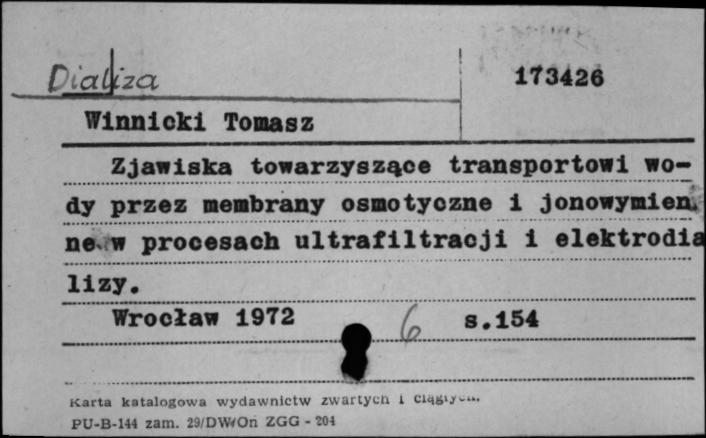 Dializa
173426
Winnicki Tomasz
Zjawiska towarzyszące transportowi wo-
dy przez membrany osmotyczne i jonowymien
ne w procesach ultrafiltracji i elektrodia
lizy.
Wrocław 1972 6 s.154
Karta katalogowa wydawnictw zwartych i ciągłych.
PU-B-144 zam. 29/DW/On ZGG - 204